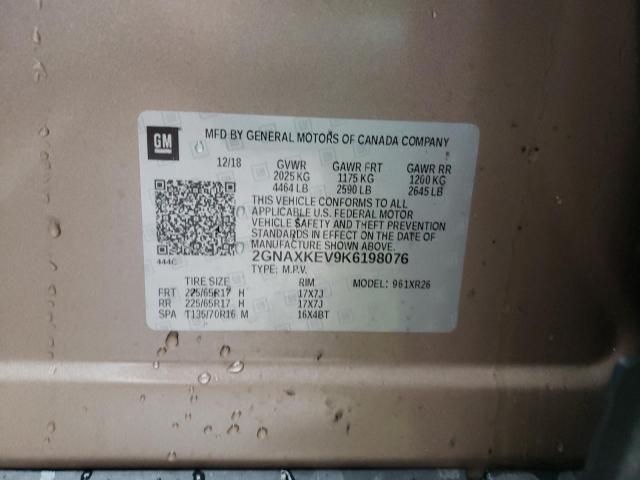 GM
MFD BY GENERAL MOTORS OF CANADA COMPANY
12/18 GVWR GAWR FRT GAWR RR
2025 KG 1175 KG 1200 KG
4464 LB 2590 LB 2645 LB
THIS VEHICLE CONFORMS TO ALL
APPLICABLE U.S. FEDERAL MOTOR
VEHICLE SAFETY AND THEFT PREVENTION
STANDARDS IN EFFECT ON THE DATE OF
MANUFACTURE SHOWN ABOVE.
444C 2GNAXKEV9K6198076
TYPE: M.P.V.
TIRE SIZE RIM MODEL: 961XR26
FRT 225/65R17 H 17X7J
RR 225/65R17 H 17X7J
SPA T135/70R16 M 16X4BT